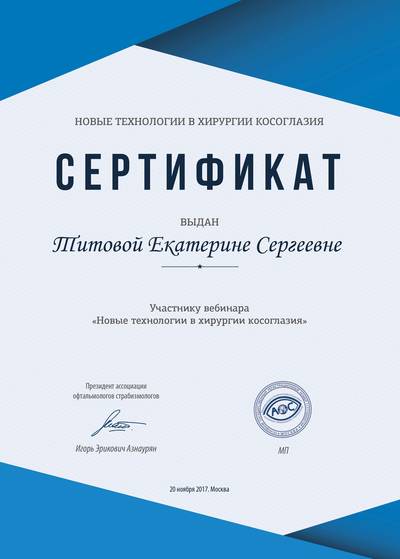 НОВЫЕ ТЕХНОЛОГИИ В ХИРУРГИИ КОСОГЛАЗИЯ
СЕРТИФИКАТ
ВЫДАН
Титовой Екатерине Сергеевне
Участнику вебинара
«Новые технологии в хирургии косоглазия»
Президент ассоциации
офтальмологов страбизмологов
Игорь Эрикович Азнаурян
АОС
МП
20 ноября 2017. Москва